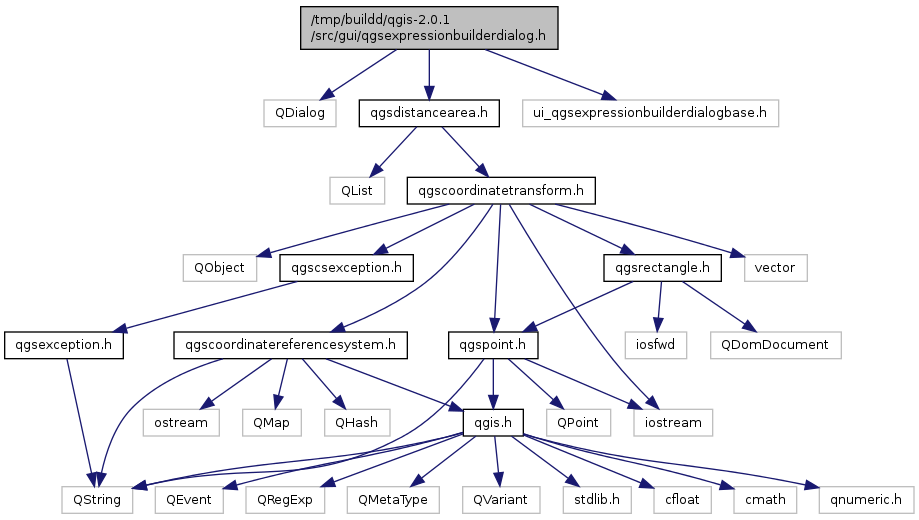 /tmp/buildd/qgis-2.0.1
/src/gui/qgsexpressionbuilderdialog.h
QDialog
qgsdistancearea.h
ui_qgsexpressionbuilderdialogbase.h
QList
qgscoordinatetransform.h
QObject
qgscsexception.h
qgsrectangle.h
vector
qgsexception.h
qgscoordinatereferencesystem.h
qgspoint.h
iosfwd
QDomDocument
ostream
QMap
QHash
qgis.h
QPoint
iostream
QString
QEvent
QRegExp
QMetaType
QVariant
stdlib.h
cfloat
cmath
qnumeric.h